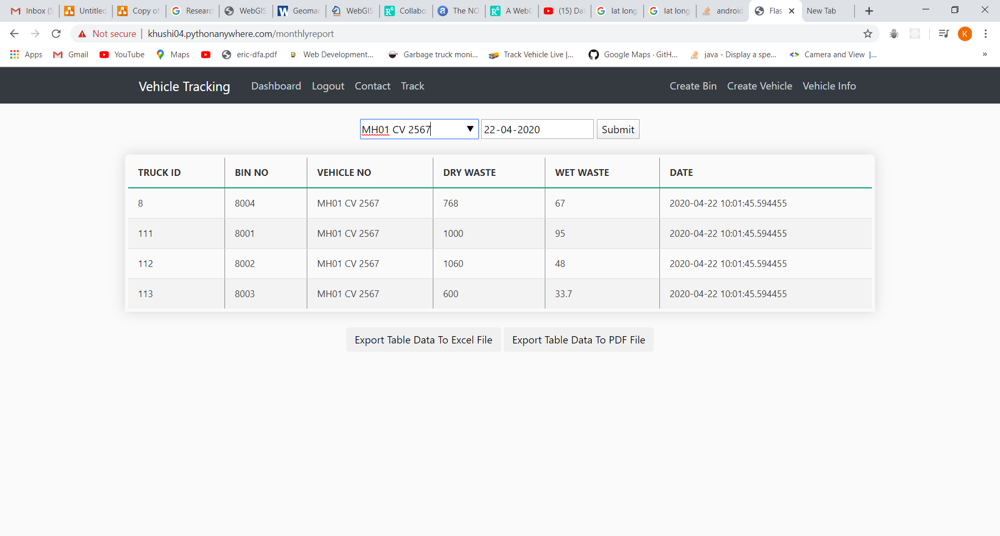 Inbox (5 Untitled Copy of Researc WebGIS Geomar WebGIS Collabo The NO A WebG (15) Dat lat long lat long android Flas New Tab
Not secure khushi04.pythonanywhere.com/monthlyreport K
Apps Gmail YouTube Maps eric-dfa.pdf Web Development... Garbage truck moni... Track Vehicle Live |... Google Maps · GitH... java - Display a spe... Camera and View |... »
Vehicle Tracking Dashboard Logout Contact Track Create Bin Create Vehicle Vehicle Info
MH01 CV 2567 22-04-2020 Submit
TRUCK ID BIN NO VEHICLE NO DRY WASTE WET WASTE DATE
8 8004 MH01 CV 2567 768 67 2020-04-22 10:01:45.594455
111 8001 MH01 CV 2567 1000 95 2020-04-22 10:01:45.594455
112 8002 MH01 CV 2567 1060 48 2020-04-22 10:01:45.594455
113 8003 MH01 CV 2567 600 33.7 2020-04-22 10:01:45.594455
Export Table Data To Excel File Export Table Data To PDF File